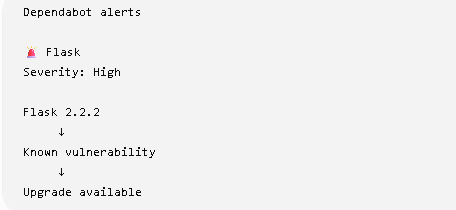 Dependabot alerts
🚨 Flask
Severity: High
Flask 2.2.2
↓
Known vulnerability
↓
Upgrade available